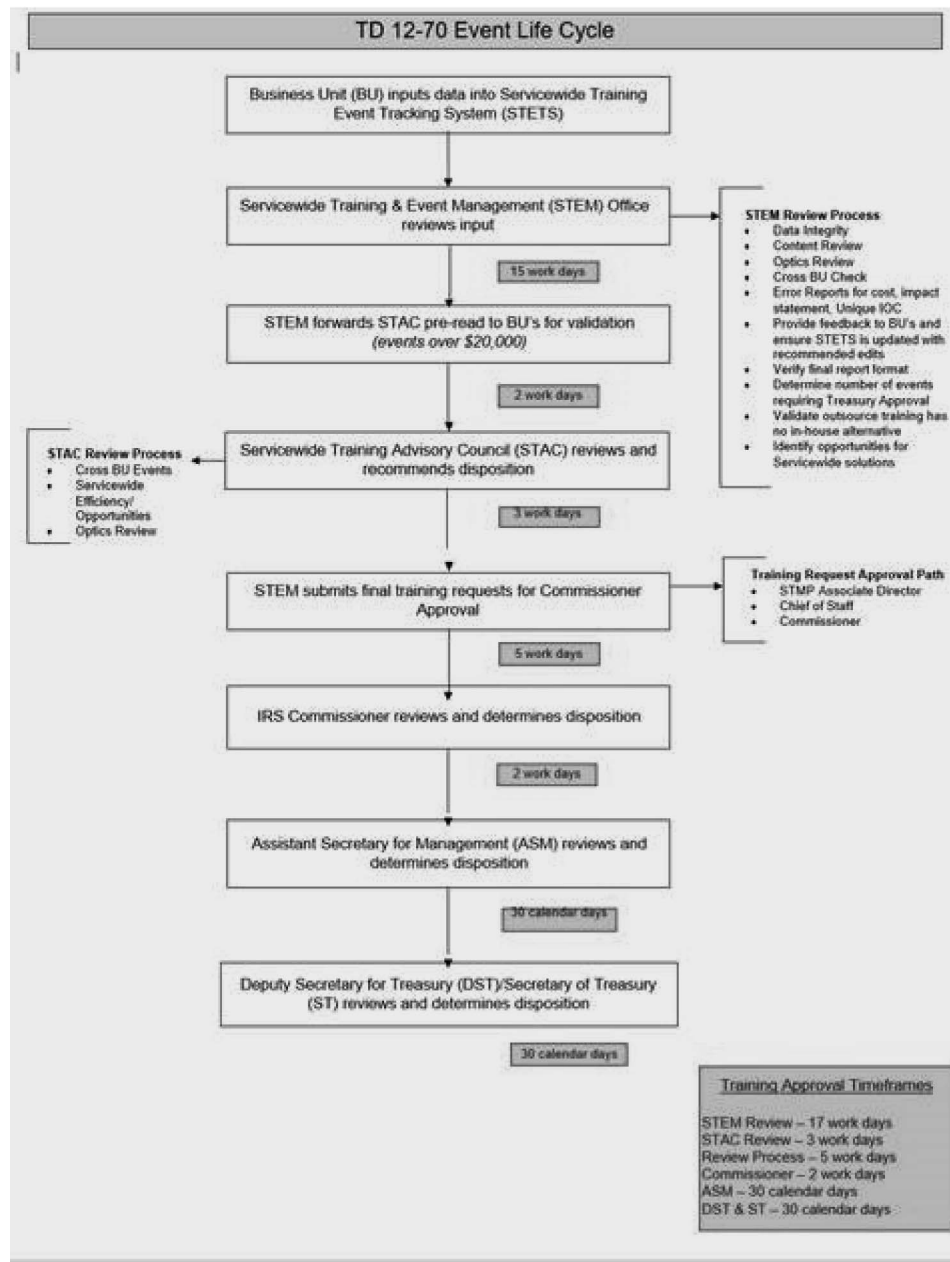 TD 12-70 Event Life Cycle
Business Unit (BU) inputs data into Servicewide Training
Event Tracking System (STETS)
Servicewide Training & Event Management (STEM) Office
reviews input
STEM Review Process
• Data Integrity
• Content Review
• Optics Review
• Cross BU Check
• Error Reports for cost, impact
statement, Unique IOC
• Provide feedback to BU's and
ensure STETS is updated with
recommended edits
• Verify final report format
• Determine number of events
requiring Treasury Approval
• Validate outsource training has
no in-house alternative
• Identify opportunities for
Servicewide solutions
15 work days
STEM forwards STAC pre-read to BU's for validation
(events over $20,000)
2 work days
Servicewide Training Advisory Council (STAC) reviews and
recommends disposition
STAC Review Process
• Cross BU Events
• Servicewide
Efficiency/
Opportunities
• Optics Review
3 work days
STEM submits final training requests for Commissioner
Approval
Training Request Approval Path
• STMP Associate Director
• Chief of Staff
• Commissioner
5 work days
IRS Commissioner reviews and determines disposition
2 work days
Assistant Secretary for Management (ASM) reviews and
determines disposition
30 calendar days
Deputy Secretary for Treasury (DST)/Secretary of Treasury
(ST) reviews and determines disposition
30 calendar days
Training Approval Timeframes
STEM Review – 17 work days
STAC Review – 3 work days
Review Process – 5 work days
Commissioner – 2 work days
ASM – 30 calendar days
DST & ST – 30 calendar days